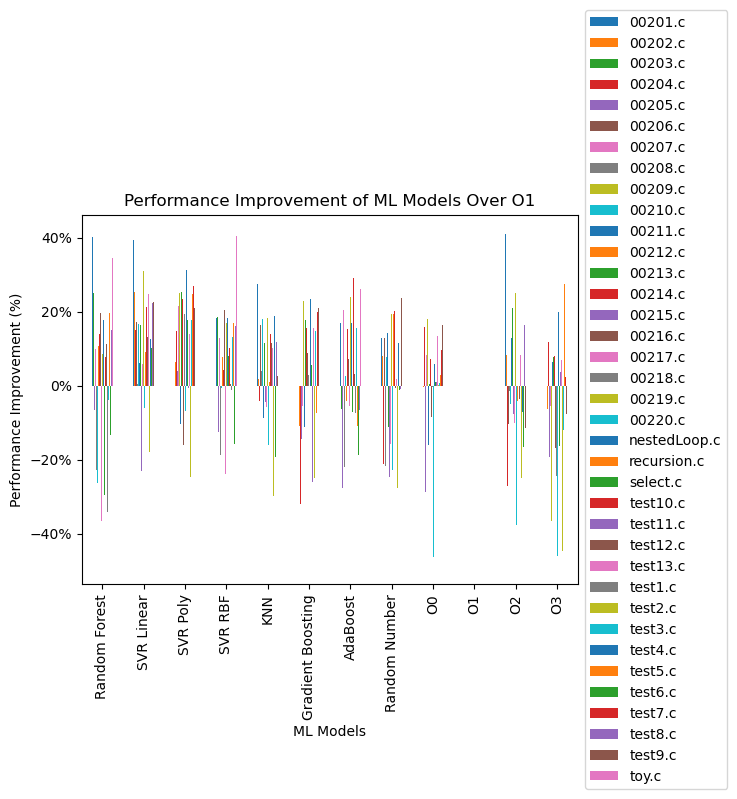 Performance Improvement of ML Models Over O1
Performance Improvement (%)
40%
20%
0%
−20%
−40%
Random Forest
SVR Linear
SVR Poly
SVR RBF
KNN
Gradient Boosting
AdaBoost
Random Number
O0
O1
O2
O3
ML Models
00201.c
00202.c
00203.c
00204.c
00205.c
00206.c
00207.c
00208.c
00209.c
00210.c
00211.c
00212.c
00213.c
00214.c
00215.c
00216.c
00217.c
00218.c
00219.c
00220.c
nestedLoop.c
recursion.c
select.c
test10.c
test11.c
test12.c
test13.c
test1.c
test2.c
test3.c
test4.c
test5.c
test6.c
test7.c
test8.c
test9.c
toy.c